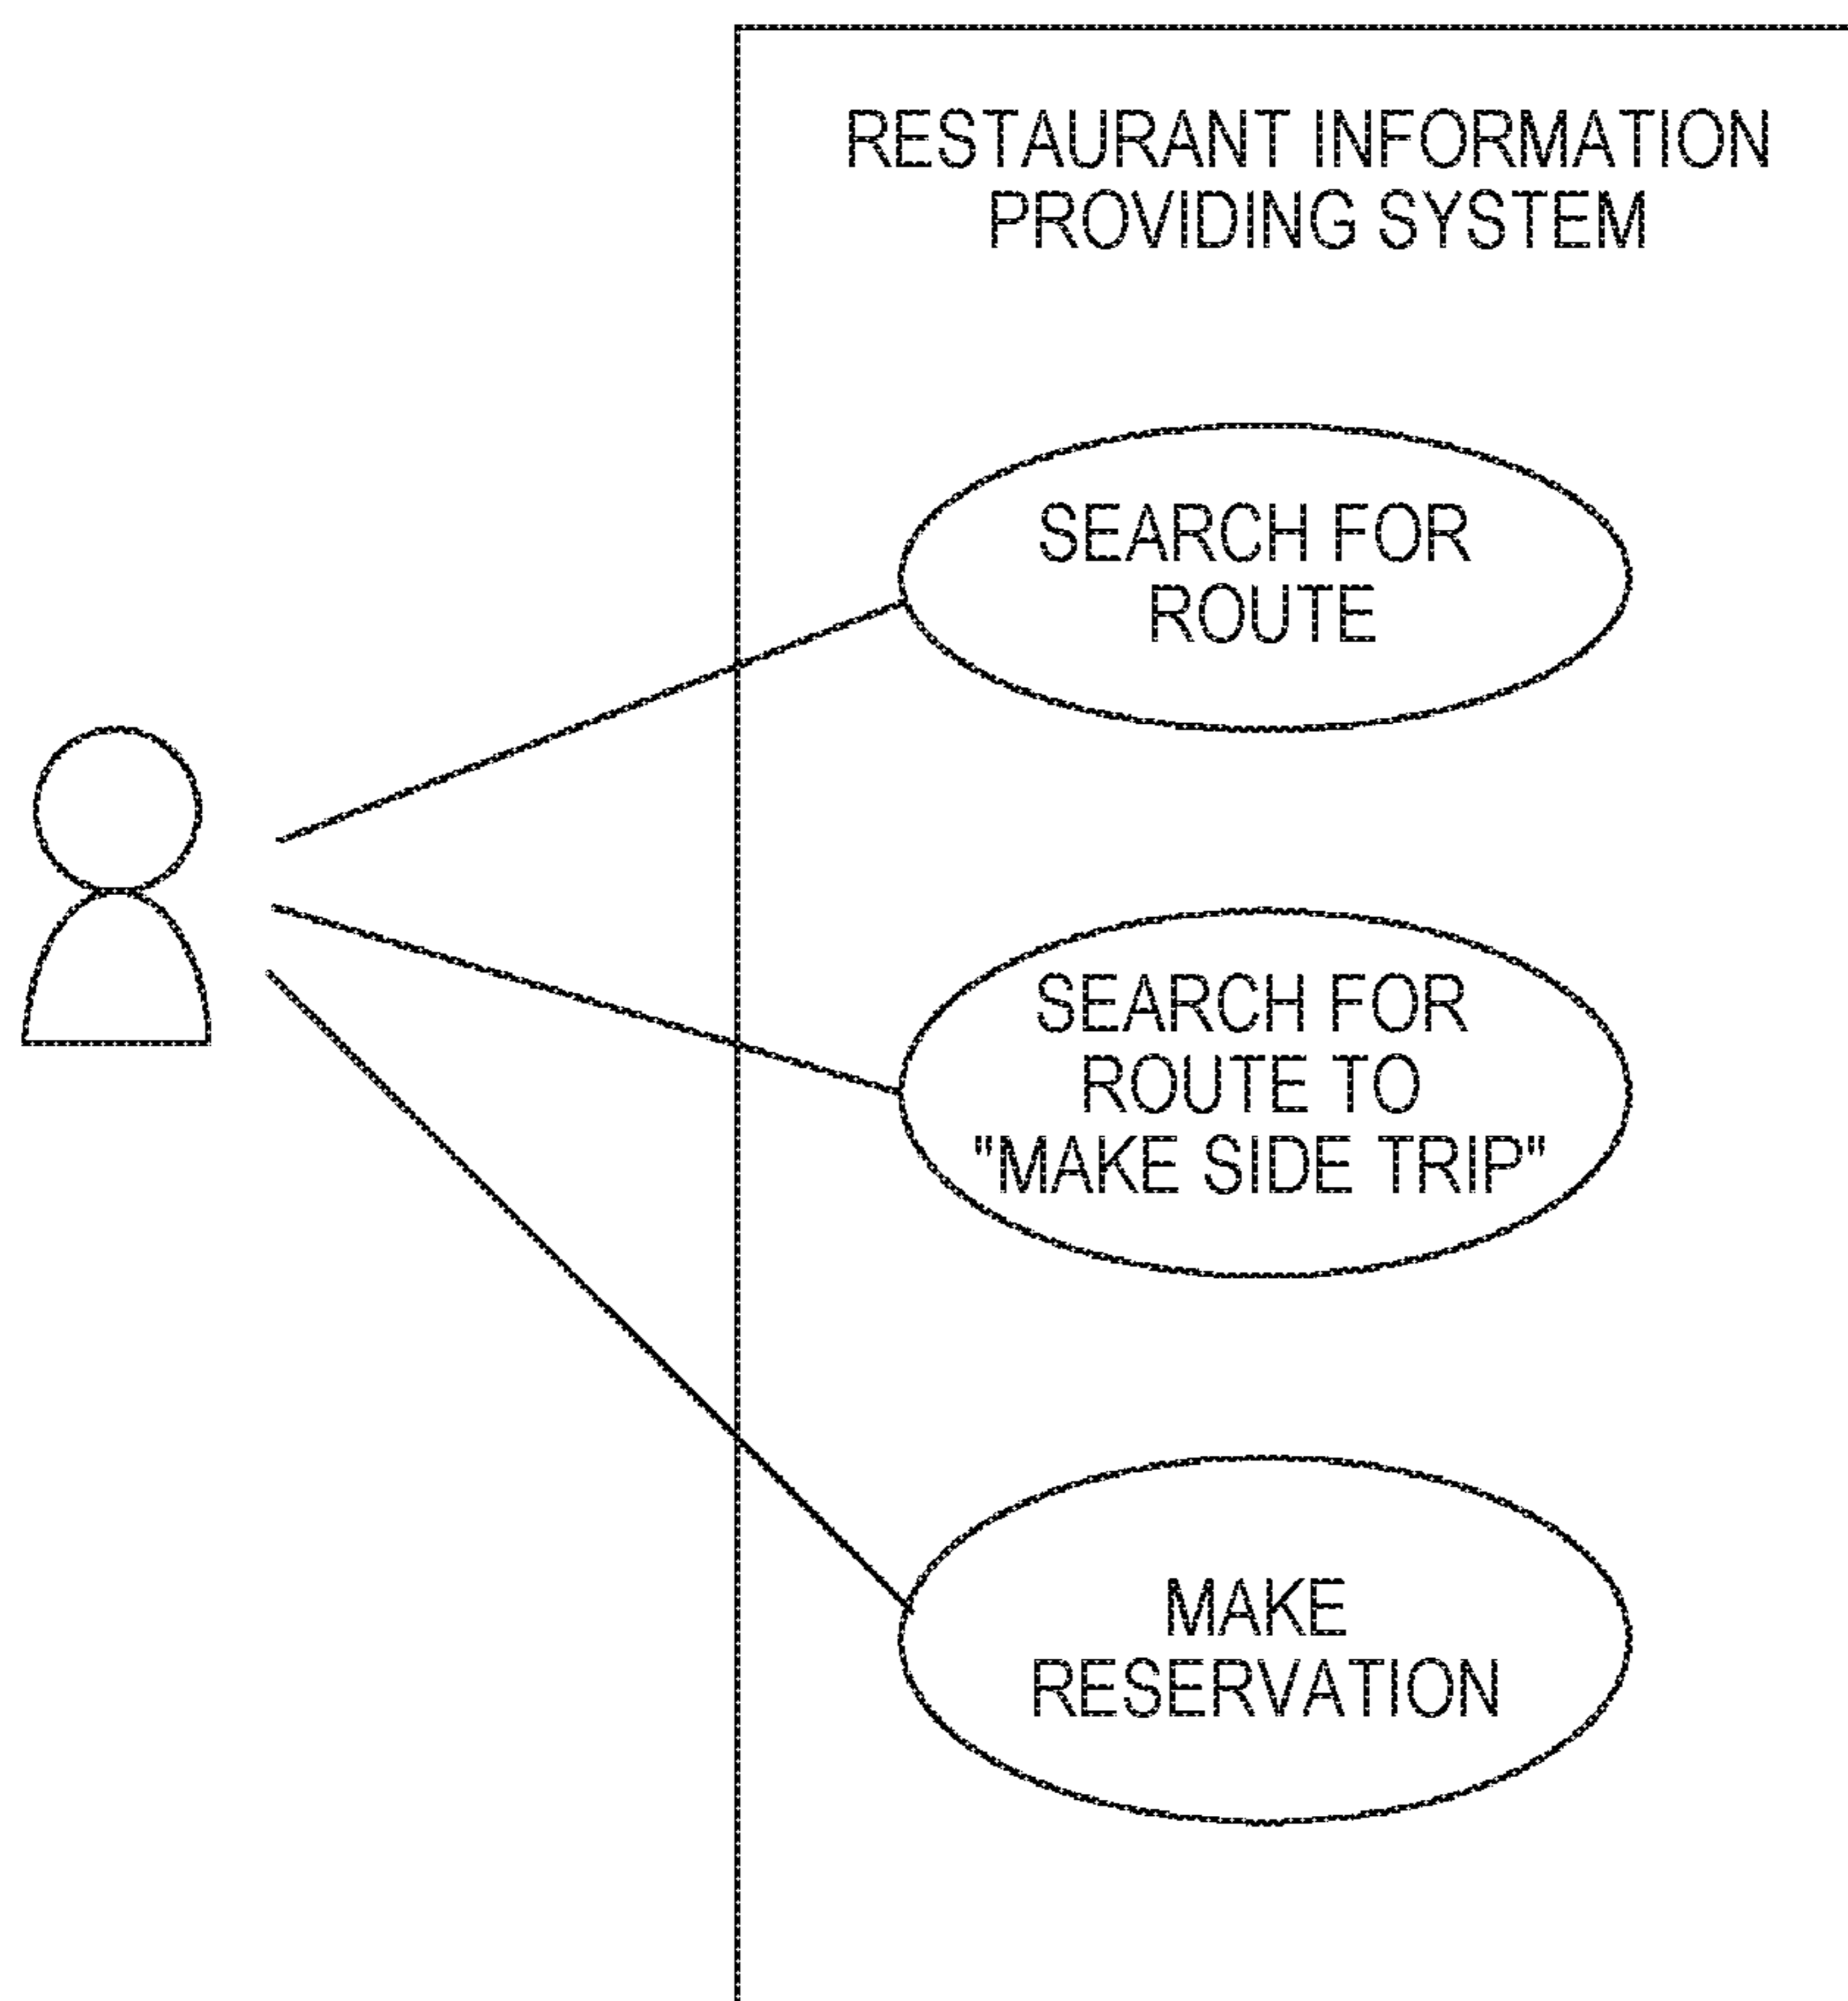 RESTAURANT INFORMATION
PROVIDING SYSTEM
SEARCH FOR
ROUTE
SEARCH FOR
ROUTE TO
"MAKE SIDE TRIP"
MAKE
RESERVATION